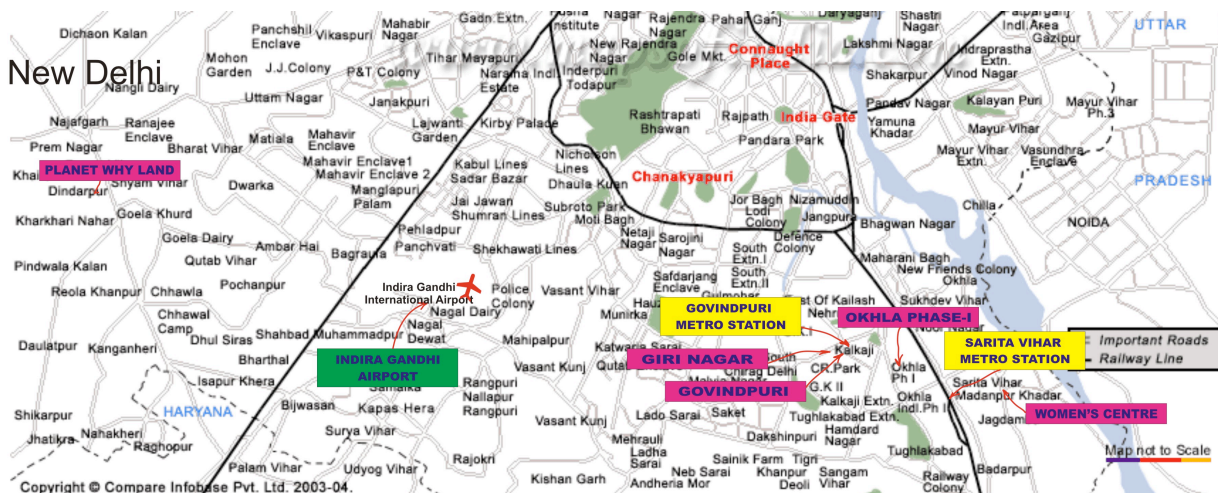 New Delhi
Dichaon Kalan
Panchshil
Enclave
Vikaspuri
Mahabir
Nagar
Gadn.Extn.
nstitute
Nagar
Rajendra
Nagar
Pahar Ganj
Daryaganj
Shastri
Nagar
Indl.Area
Gazipur
UTTAR
Mohon
Garden
J.J.Colony
P&T Colony
Tihar
Mayapuri
Naraina Indl.
Estate
New Rajendra
Nagar
Inderpuri
Todapur
Gole Mkt.
Connaught
Place
Lakshmi Nagar
Indraprastha
Extn.
Vinod Nagar
Shakarpur
Nangli Dairy
Uttam Nagar
Janakpuri
Lajwanti
Garden
Kirby Palace
Rashtrapati
Bhawan
Rajpath
India Gate
Pandav Nagar
Kalayan Puri
Mayur Vihar
Ph.3
Najafgarh
Ranajee
Enclave
Matiala
Mahavir
Enclave
Yamuna
Khadar
Mayur Vihar
Prem Nagar
Bharat Vihar
Mahavir Enclave1
Mahavir Enclave 2
Kabul Lines
Sadar Bazar
Nicholson
Lines
Pandara Park
Mayur Vihar
Extn.
Vasundhra
Enclave
PLANET WHY LAND
Dindarpur
Shyam Vihar
Dwarka
Manglapuri
Palam
Dhaula Kuan
Chanakyapuri
PRADESH
Jai Jawan
Shumran Lines
Subroto Park
Moti Bagh
Jor Bagh
Lodi
Colony
Nizamuddin
Jangpura
Chilla
Kharkhari Nahar
Goela Khurd
Pehladpur
Panchvati
Netaji
Nagar
Sarojini
Nagar
Defence
Colony
Bhagwan Nagar
NOIDA
Goela Dairy
Qutab Vihar
Ambar Hai
Bagraula
Shekhawati Lines
South
Extn.I
South
Extn.II
Maharani Bagh
New Friends Colony
Okhla
Pindwala Kalan
Pochanpur
Indira Gandhi
International Airport
Police
Colony
Vasant Vihar
Safdarjang
Enclave
Gulmohar
Reola Khanpur
Chhawla
Nagal Dairy
Munirka
GOVINDPURI
METRO STATION
Of Kailash
OKHLA PHASE-I
Sukhdev Vihar
Noor Nagar
Chhawal
Camp
Dhul Siras
Shahbad Muhammadpur
Nagal
Dewat
Mahipalpur
SARITA VIHAR
METRO STATION
Important Roads
Railway Line
Daulatpur
Kanganheri
Bharthal
INDIRA GANDHI
AIRPORT
GIRI NAGAR
South
Chirag Delhi
Kalkaji
CR.Park
Okhla
Ph I
Isapur Khera
Rangpuri
Nallapur
Rangpuri
Vasant Kunj
GOVINDPURI
G.K II
Kalkaji Extn.
Okhla
Indl.Ph II
Sarita Vihar
Madanpur Khadar
HARYANA
Bijwasan
Kapas Hera
Vasant Kunj
Lado Sarai
Saket
Tughlakabad Extn.
WOMEN'S CENTRE
Shikarpur
Jhatikra
Nahakheri
Raghopur
Surya Vihar
Mehrauli
Ladha
Sarai
Dakshinpuri
Hamdard
Nagar
Tughlakabad
Map not to Scale
Palam Vihar
Udyog Vihar
Rajokri
Kishan Garh
Neb Sarai
Andheria Mor
Sainik Farm
Khanpur
Deoli
Tigri
Sangam
Vihar
Railway
Colony
Badarpur
Copyright © Compare Infobase Pvt. Ltd. 2003-04.